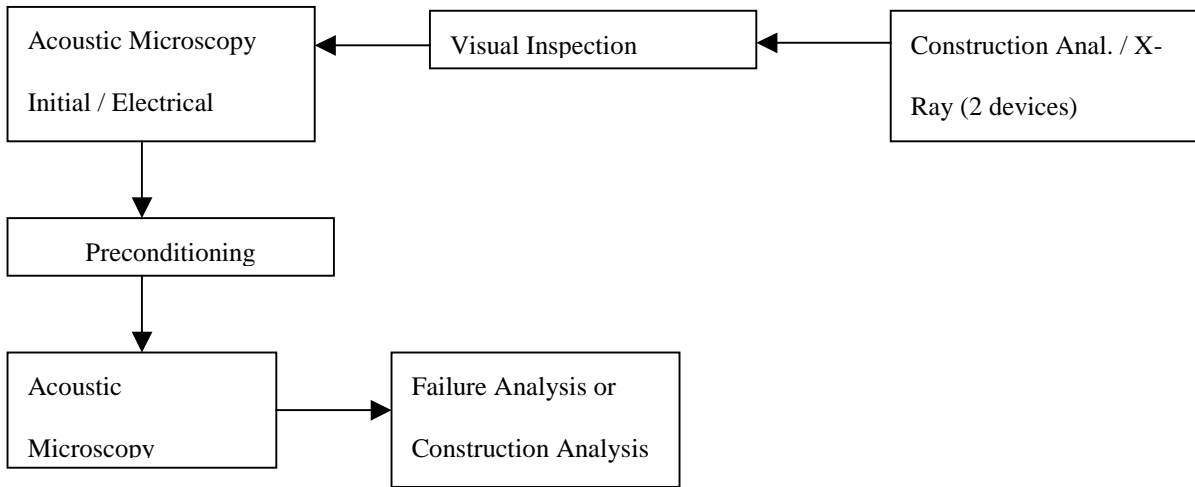 Acoustic Microscopy
Initial / Electrical
Visual Inspection
Construction Anal. / X-
Ray (2 devices)
Preconditioning
Acoustic
Microscopy
Failure Analysis or
Construction Analysis